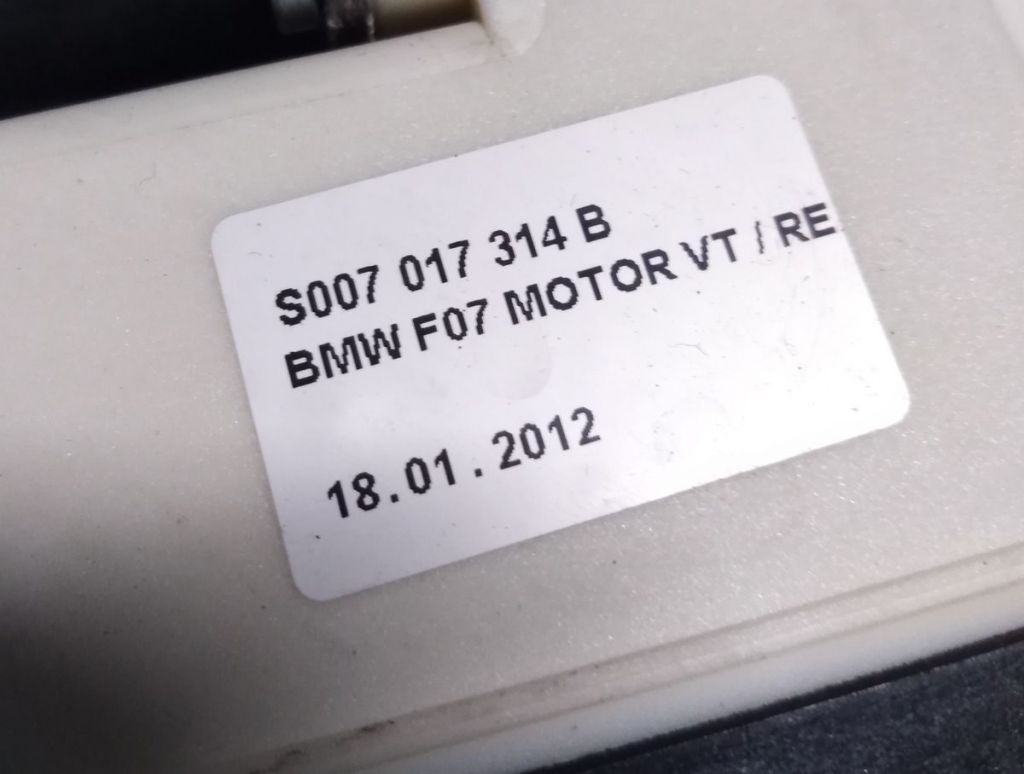 S007 017 314 B
BMW F07 MOTOR VT / RE
18.01.2012